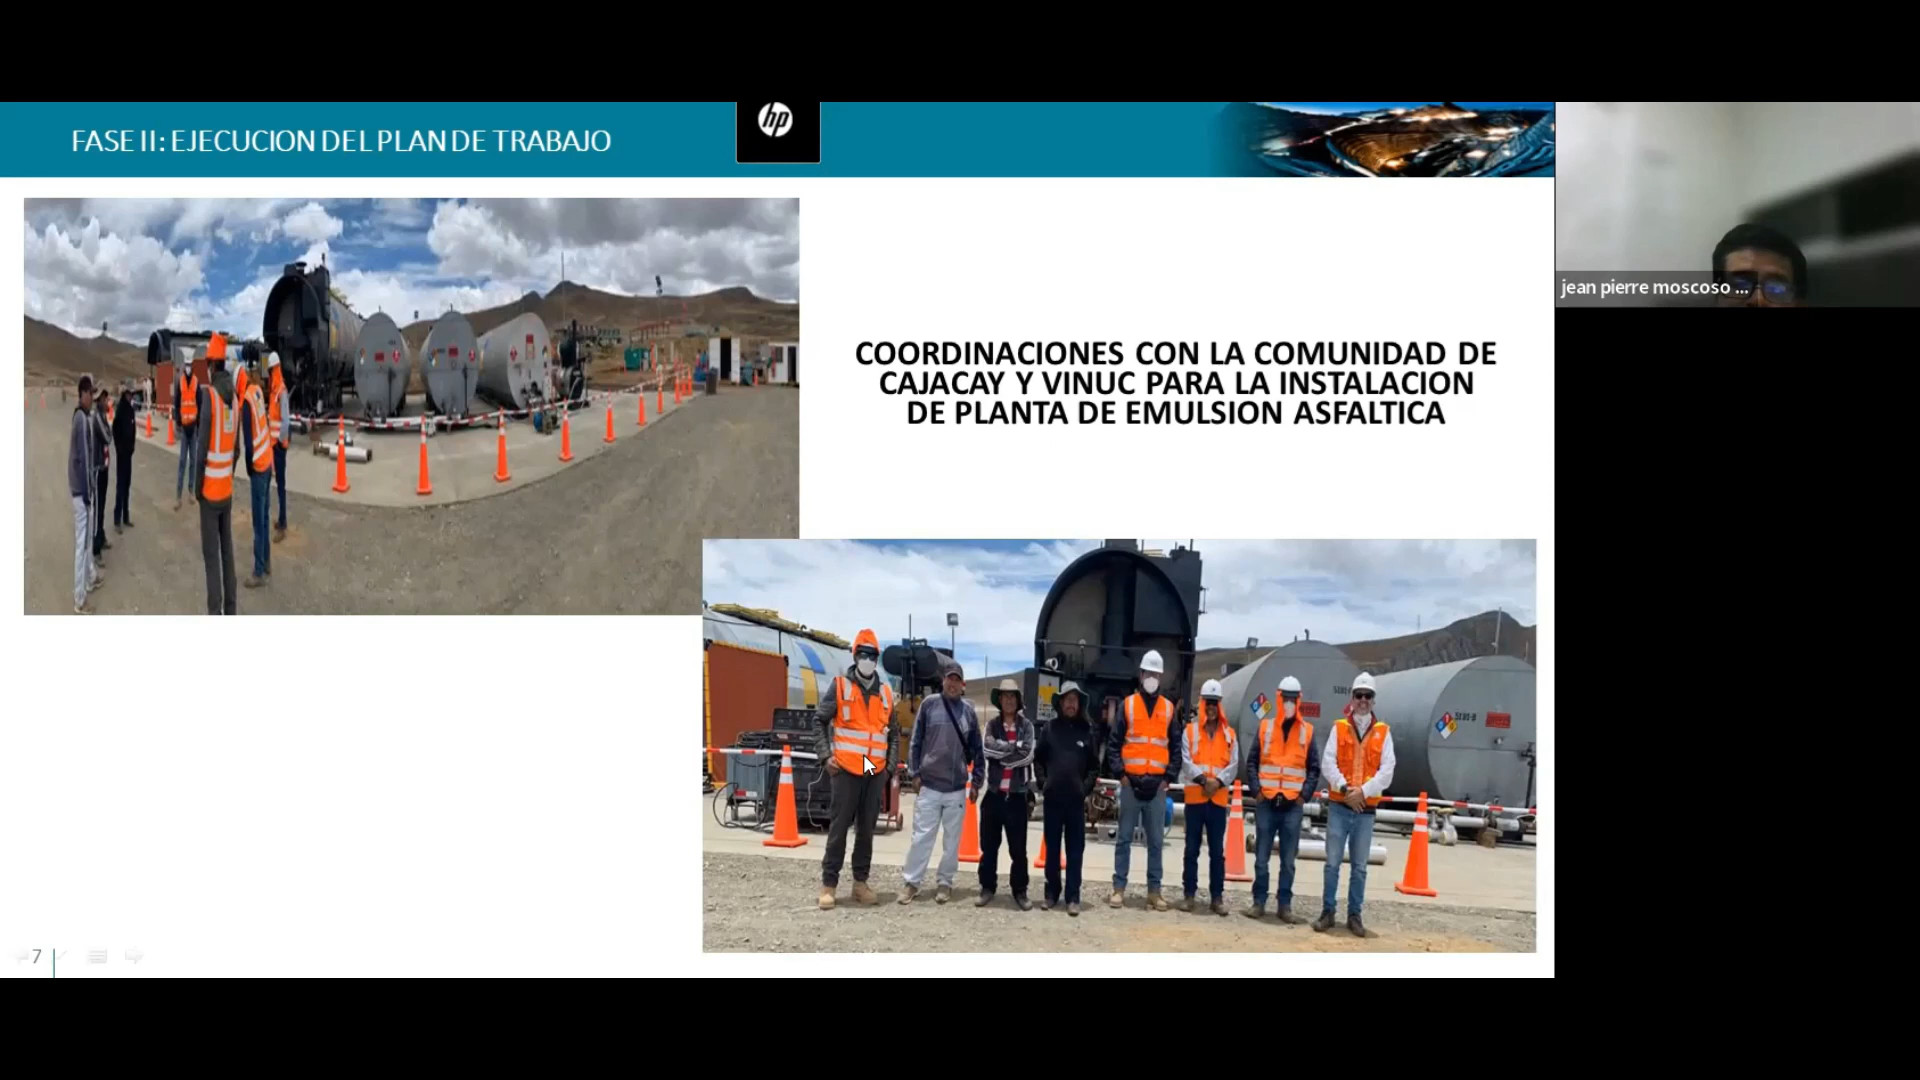 FASE II: EJECUCION DEL PLAN DE TRABAJO
hp
jean pierre moscoso ...
COORDINACIONES CON LA COMUNIDAD DE
CAJACAY Y VINUC PARA LA INSTALACION
DE PLANTA DE EMULSION ASFALTICA
7